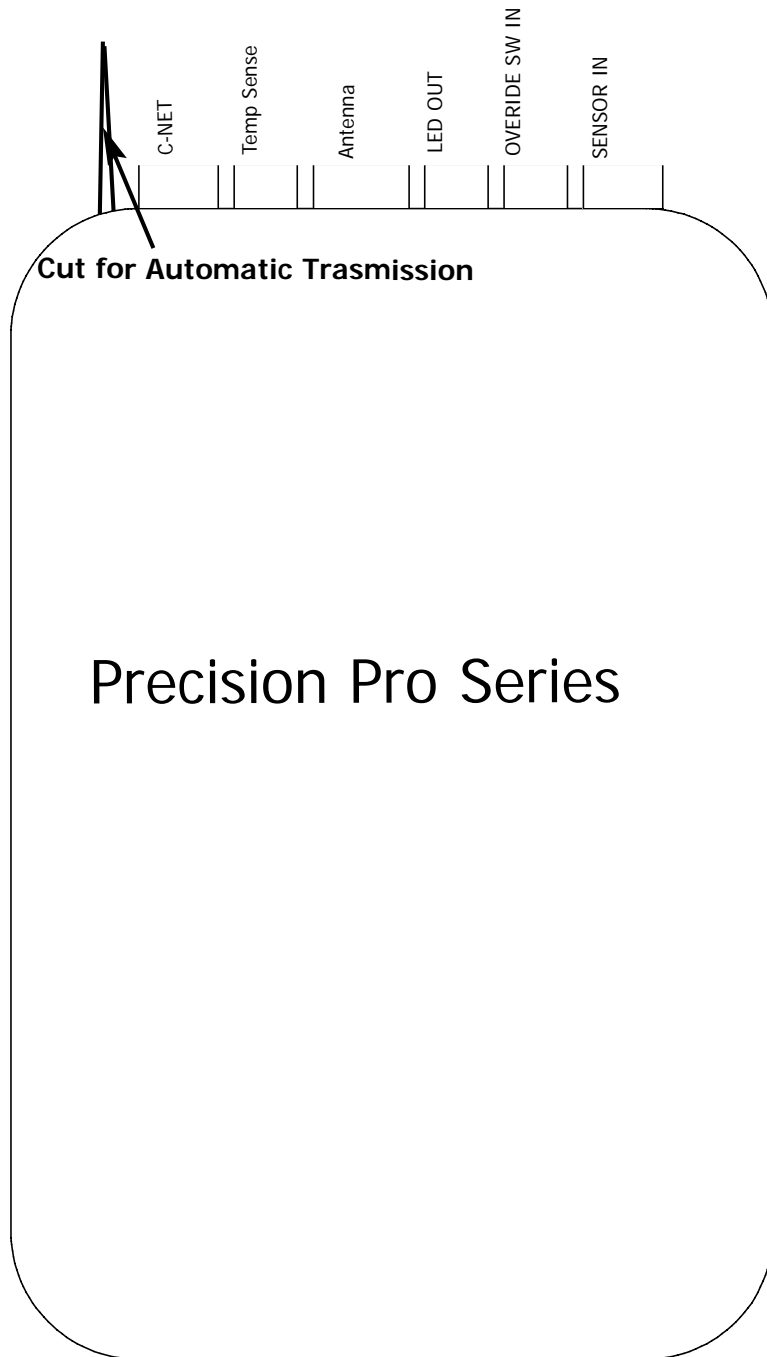 C-NET
Temp Sense
Antenna
LED OUT
OVERIDE SW IN
SENSOR IN
Cut for Automatic Trasmission
Precision Pro Series